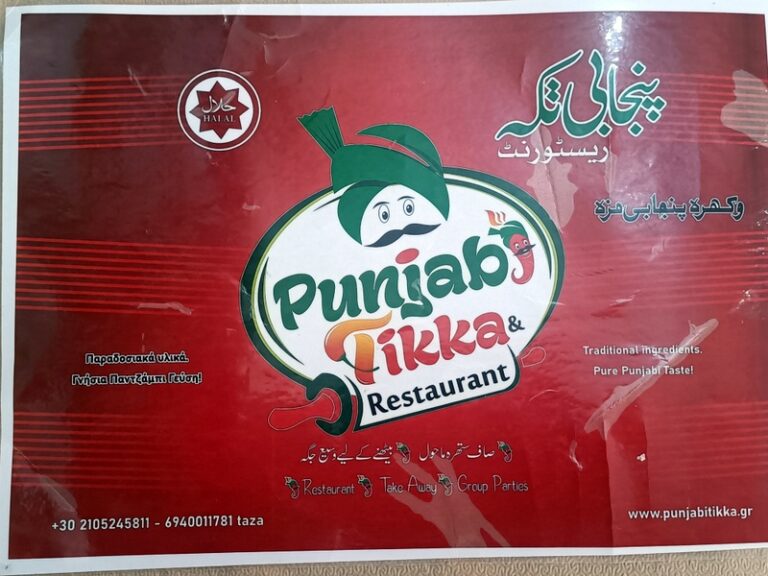 حلال
HALAL
پنجابی تکہ
ریسٹورنٹ
وکھرہ پنجابی مزہ
Punjabi
Tikka &
Restaurant
Παραδοσιακά υλικά.
Γνήσια Παντζάμπι Γεύση!
Traditional ingredients.
Pure Punjabi Taste!
صاف ستھرہ ماحول بیٹھنے کے لیے وسیع جگہ
Restaurant Take Away Group Parties
+30 2105245811 - 6940011781 taza
www.punjabitikka.gr